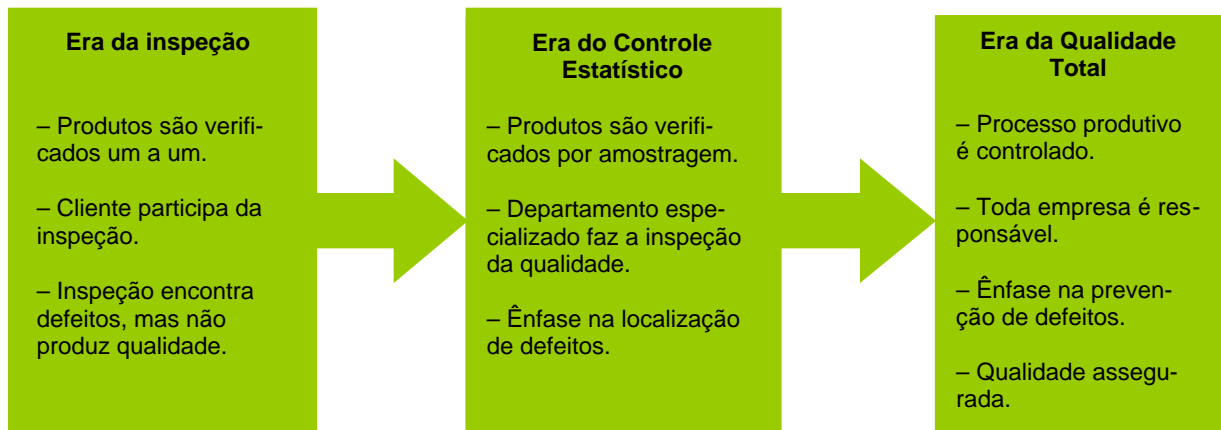 Era da inspeção
– Produtos são verifi-
cados um a um.
– Cliente participa da
inspeção.
– Inspeção encontra
defeitos, mas não
produz qualidade.
Era do Controle
Estatístico
– Produtos são verifi-
cados por amostragem.
– Departamento espe-
cializado faz a inspeção
da qualidade.
– Ênfase na localização
de defeitos.
Era da Qualidade
Total
– Processo produtivo
é controlado.
– Toda empresa é res-
ponsável.
– Ênfase na preven-
ção de defeitos.
– Qualidade assegu-
rada.